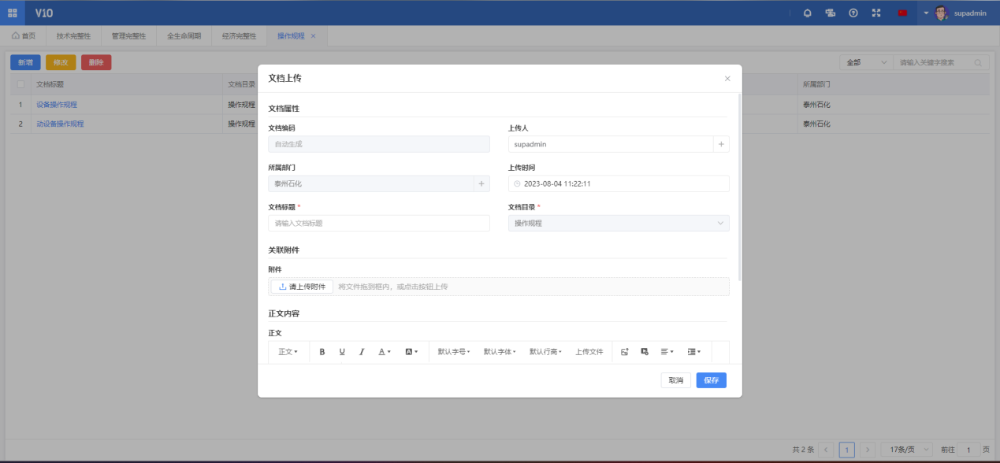 V10
supadmin
首页 技术完整性 管理完整性 全生命周期 经济完整性 操作规程
新增 修改 删除
全部 请输入关键字搜索
文档标题 文档目录 所属部门
1 设备操作规程 操作规程 泰州石化
2 动设备操作规程 操作规程 泰州石化
文档上传
文档属性
文档编码 上传人
自动生成 supadmin
所属部门 上传时间
泰州石化 2023-08-04 11:22:11
文档标题 * 文档目录 *
请输入文档标题 操作规程
关联附件
附件
请上传附件 将文件拖到框内，或点击按钮上传
正文内容
正文
正文 B U I A A 默认字号 默认字体 默认行高 上传文件
取消 保存
共 2 条 1 17条/页 前往 1 页